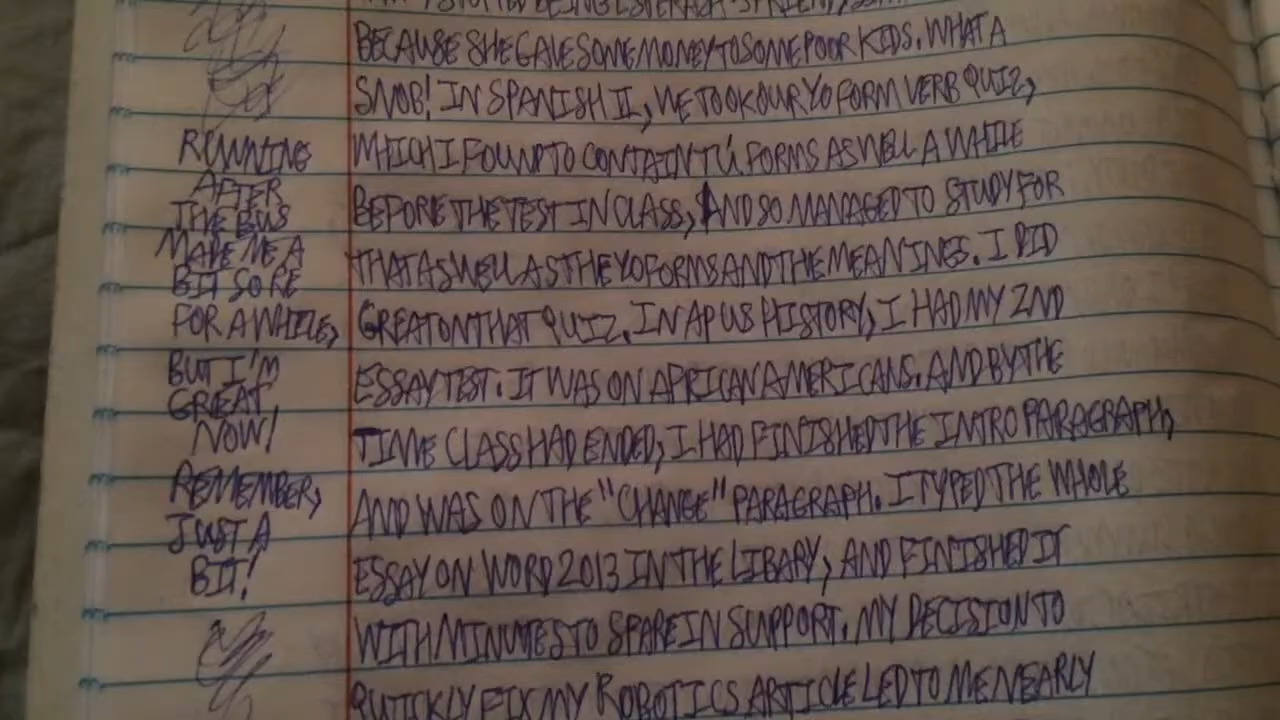 BECAUSE SHE GAVE SOME MONEY TO SOME POOR KIDS. WHAT A
SNOB! IN SPANISH II, WE TOOK OUR YO FORM VERB QUIZ,
WHICH I FOUND TO CONTAIN TÚ FORMS AS WELL A WHILE
BEFORE THE TEST IN CLASS, AND SO MANAGED TO STUDY FOR
THAT AS WELL AS THE YO FORMS AND THE MEANINGS. I DID
GREAT ON THAT QUIZ. IN AP US HISTORY, I HAD MY 2ND
ESSAY TEST. IT WAS ON AFRICAN AMERICANS. AND BY THE
TIME CLASS HAD ENDED, I HAD FINISHED THE INTRO PARAGRAPH,
AND WAS ON THE "CHANGE" PARAGRAPH. I TYPED THE WHOLE
ESSAY ON WORD 2013 IN THE LIBARY, AND FINISHED IT
WITH MINUTES TO SPARE IN SUPPORT. MY DECISION TO
QUICKLY FIX MY ROBOTICS ARTICLE LED TO ME NEARLY
RUNNING
AFTER
THE BUS
MADE ME A
BIT SORE
FOR A WHILE,
BUT I'M
GREAT
NOW!
REMEMBER,
JUST A
BIT!